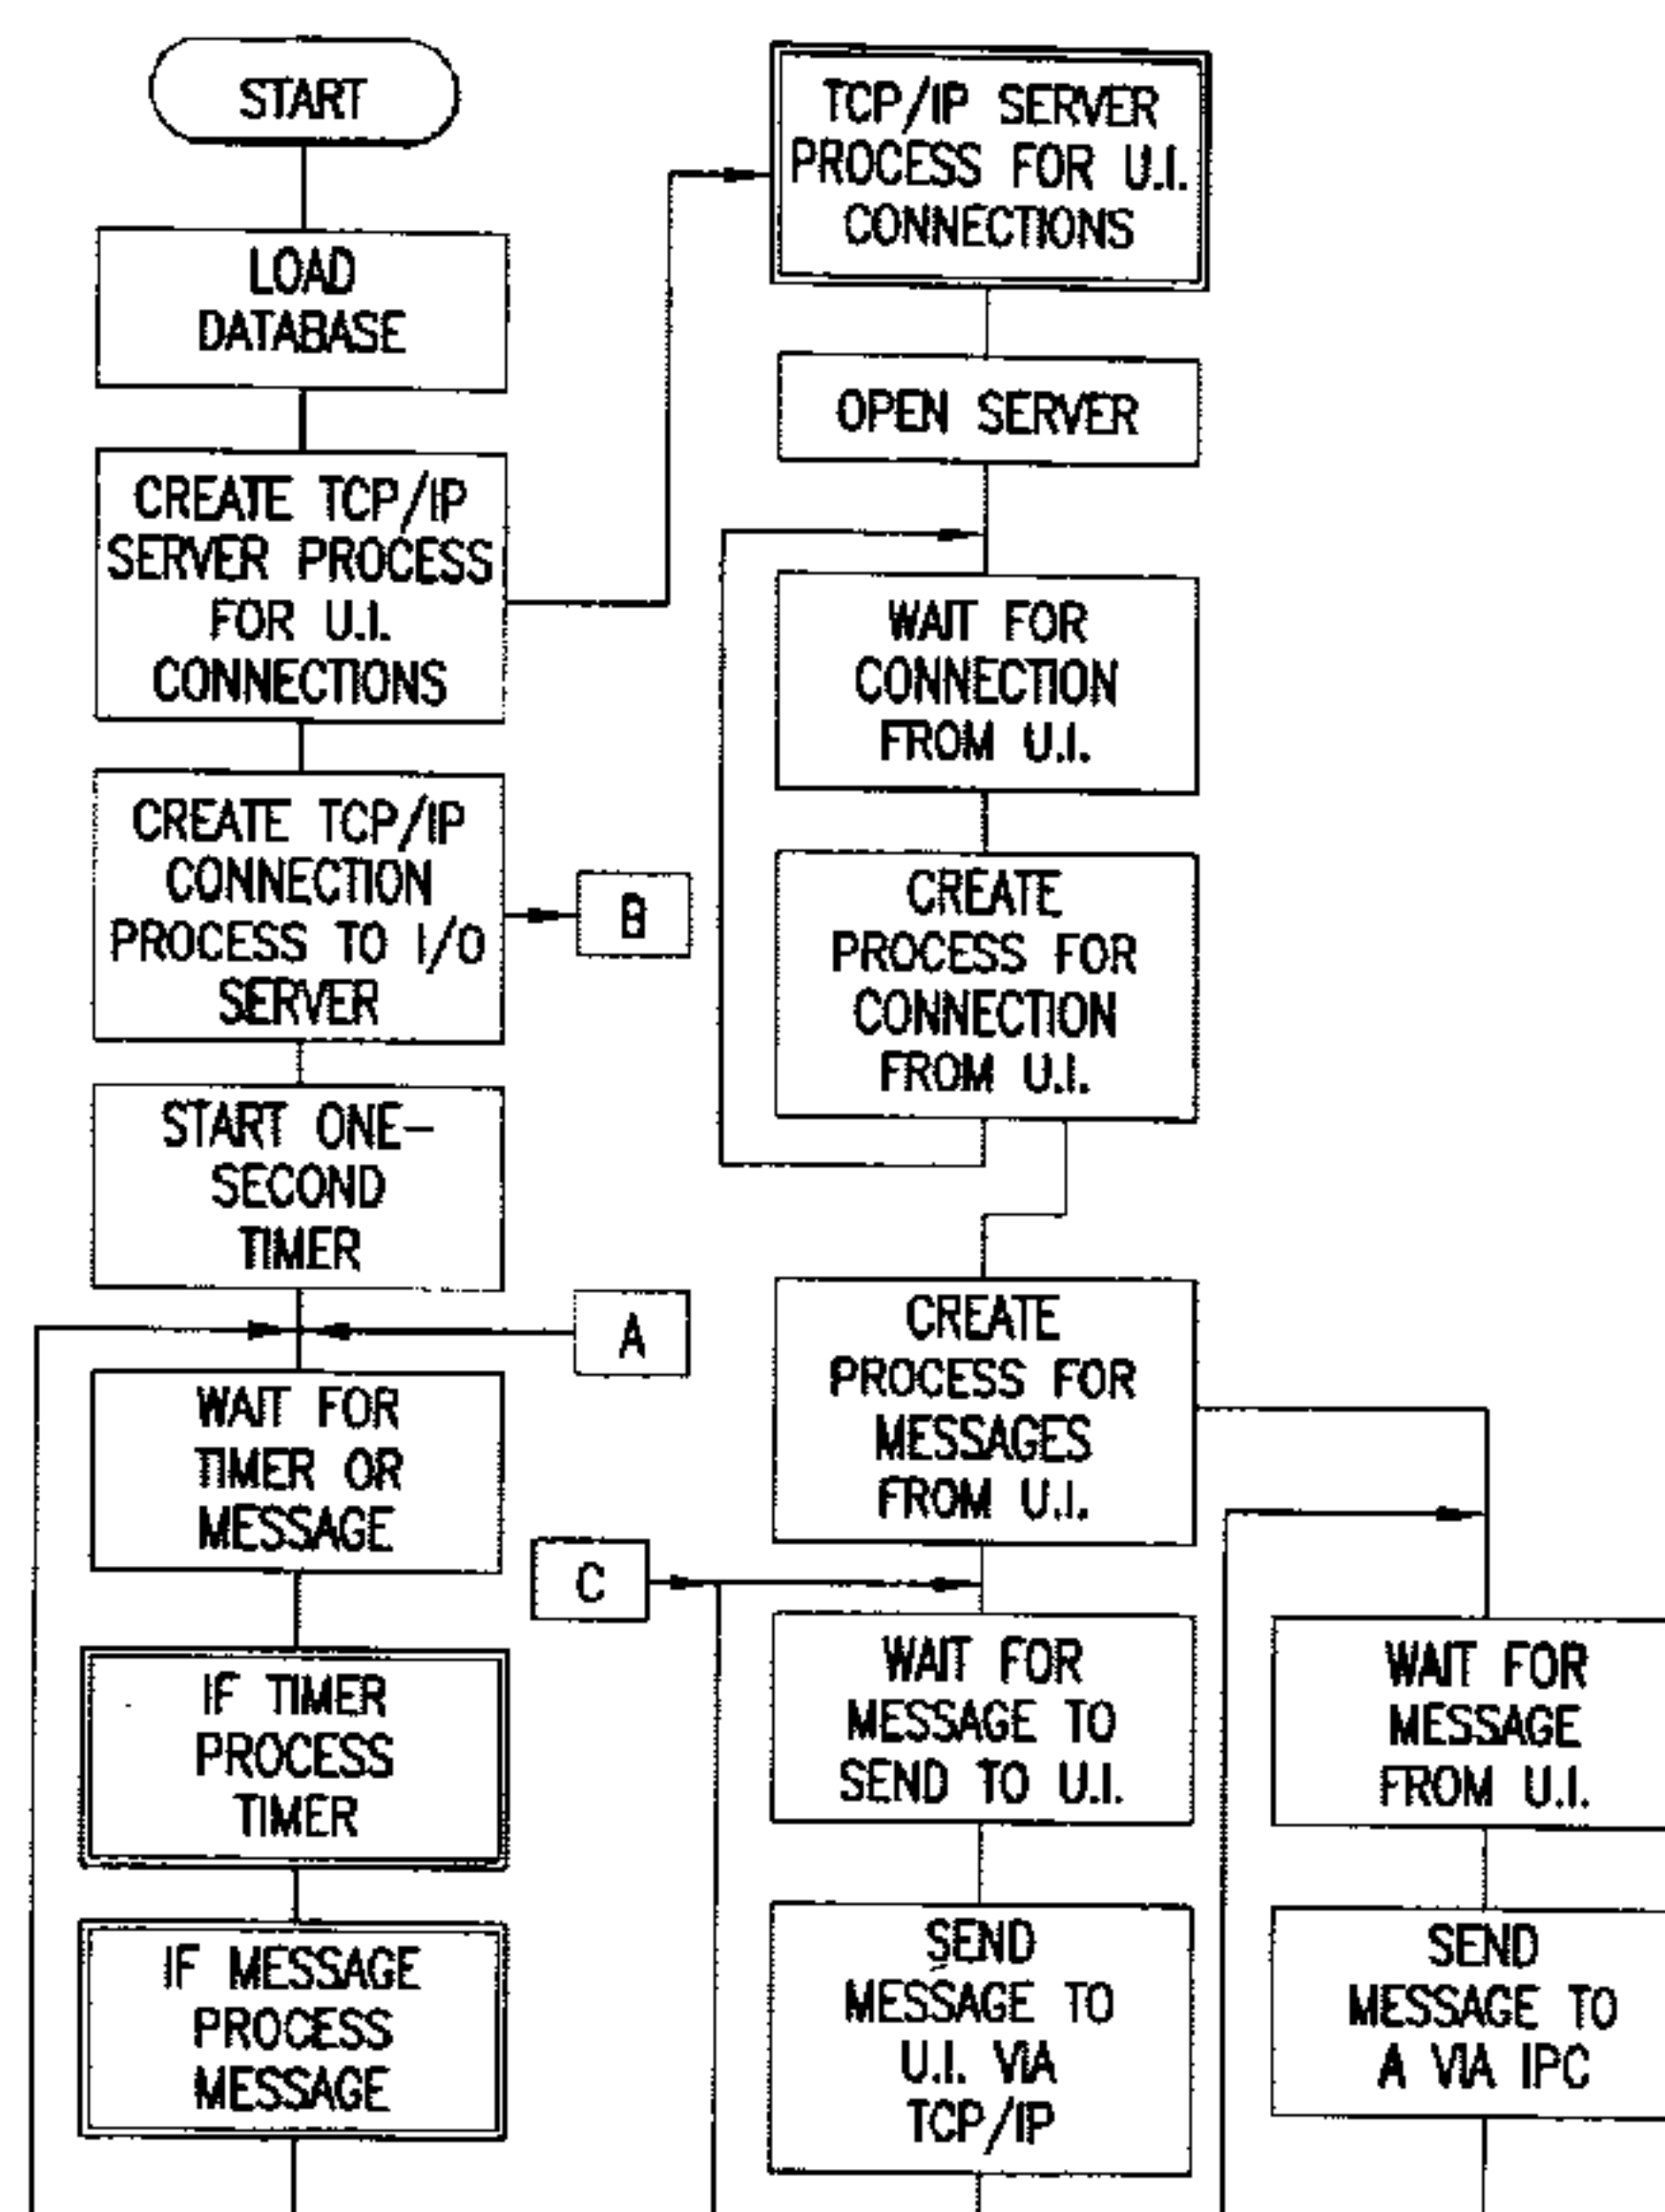 START
LOAD
DATABASE
CREATE TCP/IP
SERVER PROCESS
FOR U.I.
CONNECTIONS
CREATE TCP/IP
CONNECTION
PROCESS TO I/O
SERVER
B
START ONE-
SECOND
TIMER
A
WAIT FOR
TIMER OR
MESSAGE
IF TIMER
PROCESS
TIMER
IF MESSAGE
PROCESS
MESSAGE
TCP/IP SERVER
PROCESS FOR U.I.
CONNECTIONS
OPEN SERVER
WAIT FOR
CONNECTION
FROM U.I.
CREATE
PROCESS FOR
CONNECTION
FROM U.I.
CREATE
PROCESS FOR
MESSAGES
FROM U.I.
C
WAIT FOR
MESSAGE TO
SEND TO U.I.
SEND
MESSAGE TO
U.I. VIA
TCP/IP
WAIT FOR
MESSAGE
FROM U.I.
SEND
MESSAGE TO
A VIA IPC